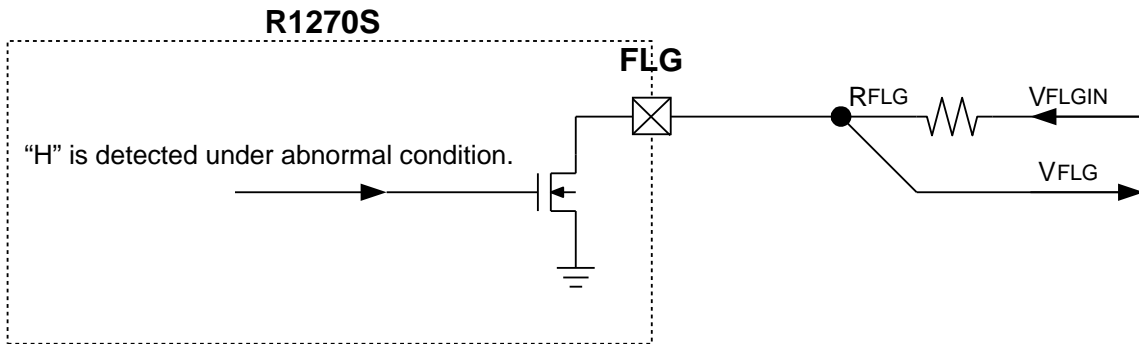 R1270S
FLG
RFLG
VFLGIN
“H” is detected under abnormal condition.
VFLG